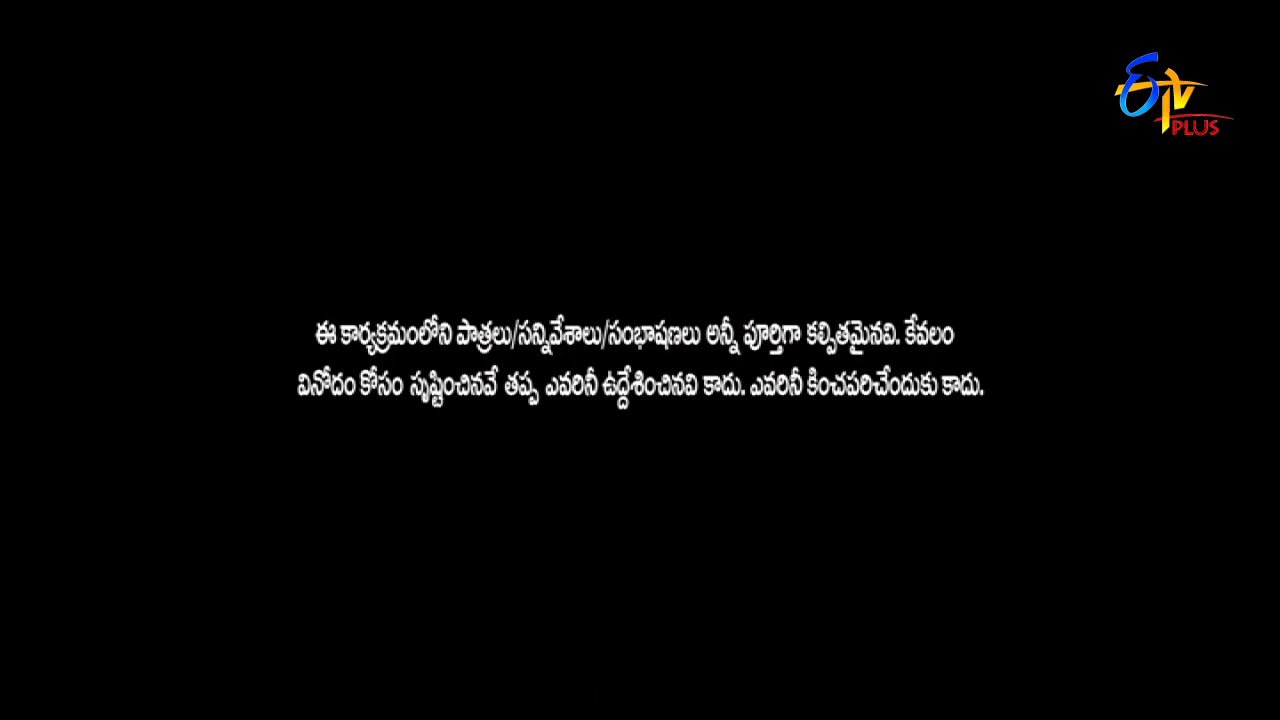 ETV
PLUS
ఈ కార్యక్రమంలోని పాత్రలు/సన్నివేశాలు/సంభాషణలు అన్నీ పూర్తిగా కల్పితమైనవి. కేవలం
వినోదం కోసం సృష్టించినవే తప్ప ఎవరినీ ఉద్దేశించినవి కాదు. ఎవరినీ కించపరిచేందుకు కాదు.